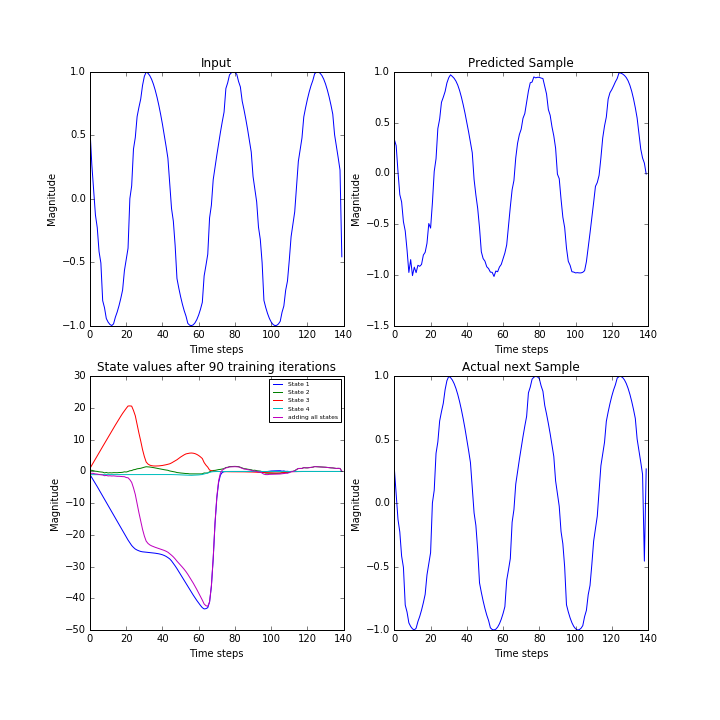 Input
1.0
0.5
0.0
−0.5
−1.0
Magnitude
0 20 40 60 80 100 120 140
Time steps
Predicted Sample
1.0
0.5
0.0
−0.5
−1.0
−1.5
Magnitude
0 20 40 60 80 100 120 140
Time steps
State values after 90 training iterations
30
20
10
0
−10
−20
−30
−40
−50
Magnitude
State 1
State 2
State 3
State 4
adding all states
0 20 40 60 80 100 120 140
Time steps
Actual next Sample
1.0
0.5
0.0
−0.5
−1.0
Magnitude
0 20 40 60 80 100 120 140
Time steps